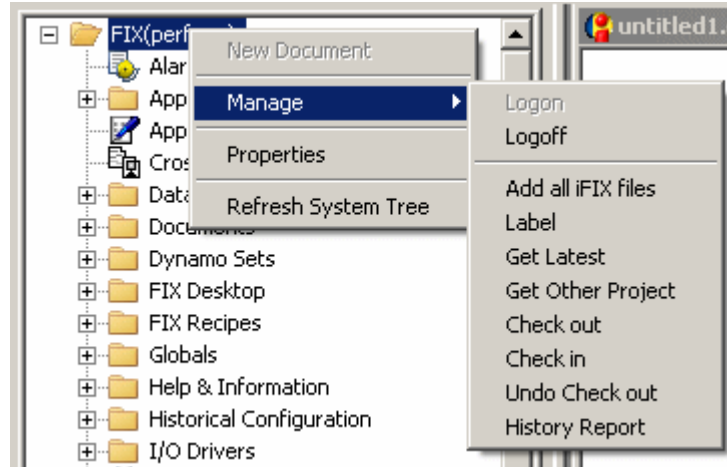 FIX(perf
Alar
App
App
Cros
Data
Documents
Dynamo Sets
FIX Desktop
FIX Recipes
Globals
Help & Information
Historical Configuration
I/O Drivers
New Document
Manage
Properties
Refresh System Tree
Logon
Logoff
Add all iFIX files
Label
Get Latest
Get Other Project
Check out
Check in
Undo Check out
History Report
untitled1.